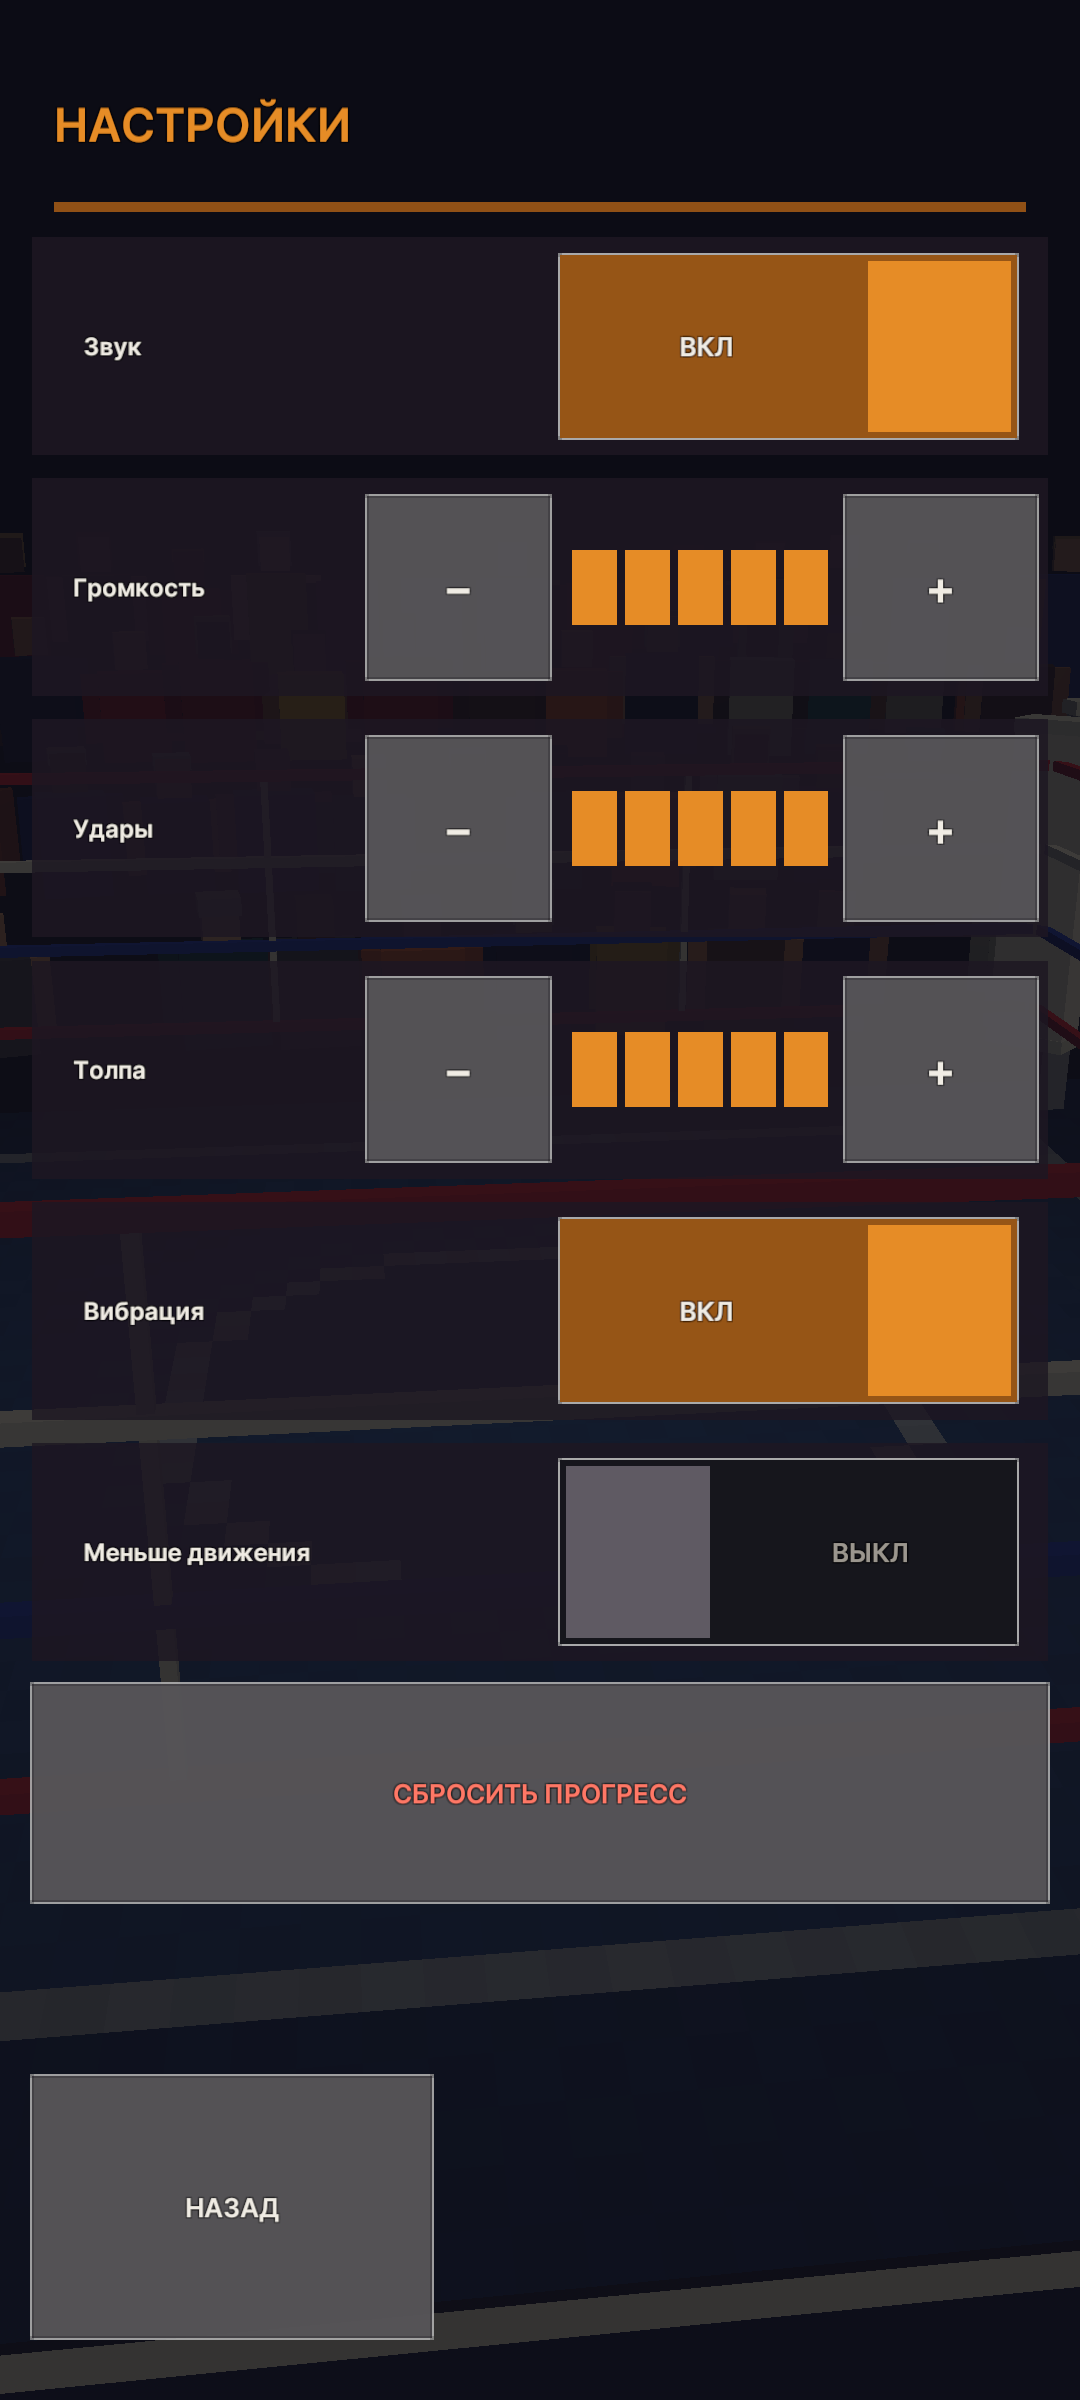 НАСТРОЙКИ
Звук ВКЛ
Громкость − +
Удары − +
Толпа − +
Вибрация ВКЛ
Меньше движения ВЫКЛ
СБРОСИТЬ ПРОГРЕСС
НАЗАД